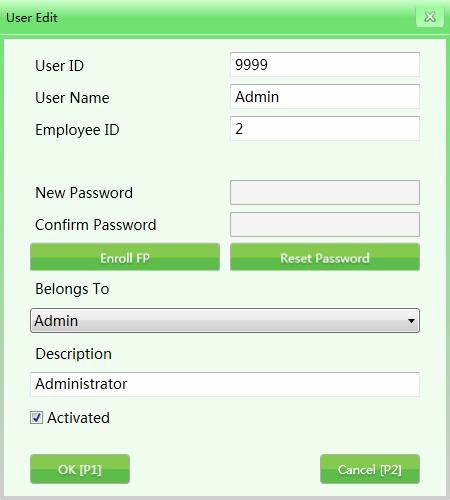 User Edit
User ID 9999
User Name Admin
Employee ID 2
New Password
Confirm Password
Enroll FP Reset Password
Belongs To
Admin
Description
Administrator
Activated
OK [P1] Cancel [P2]